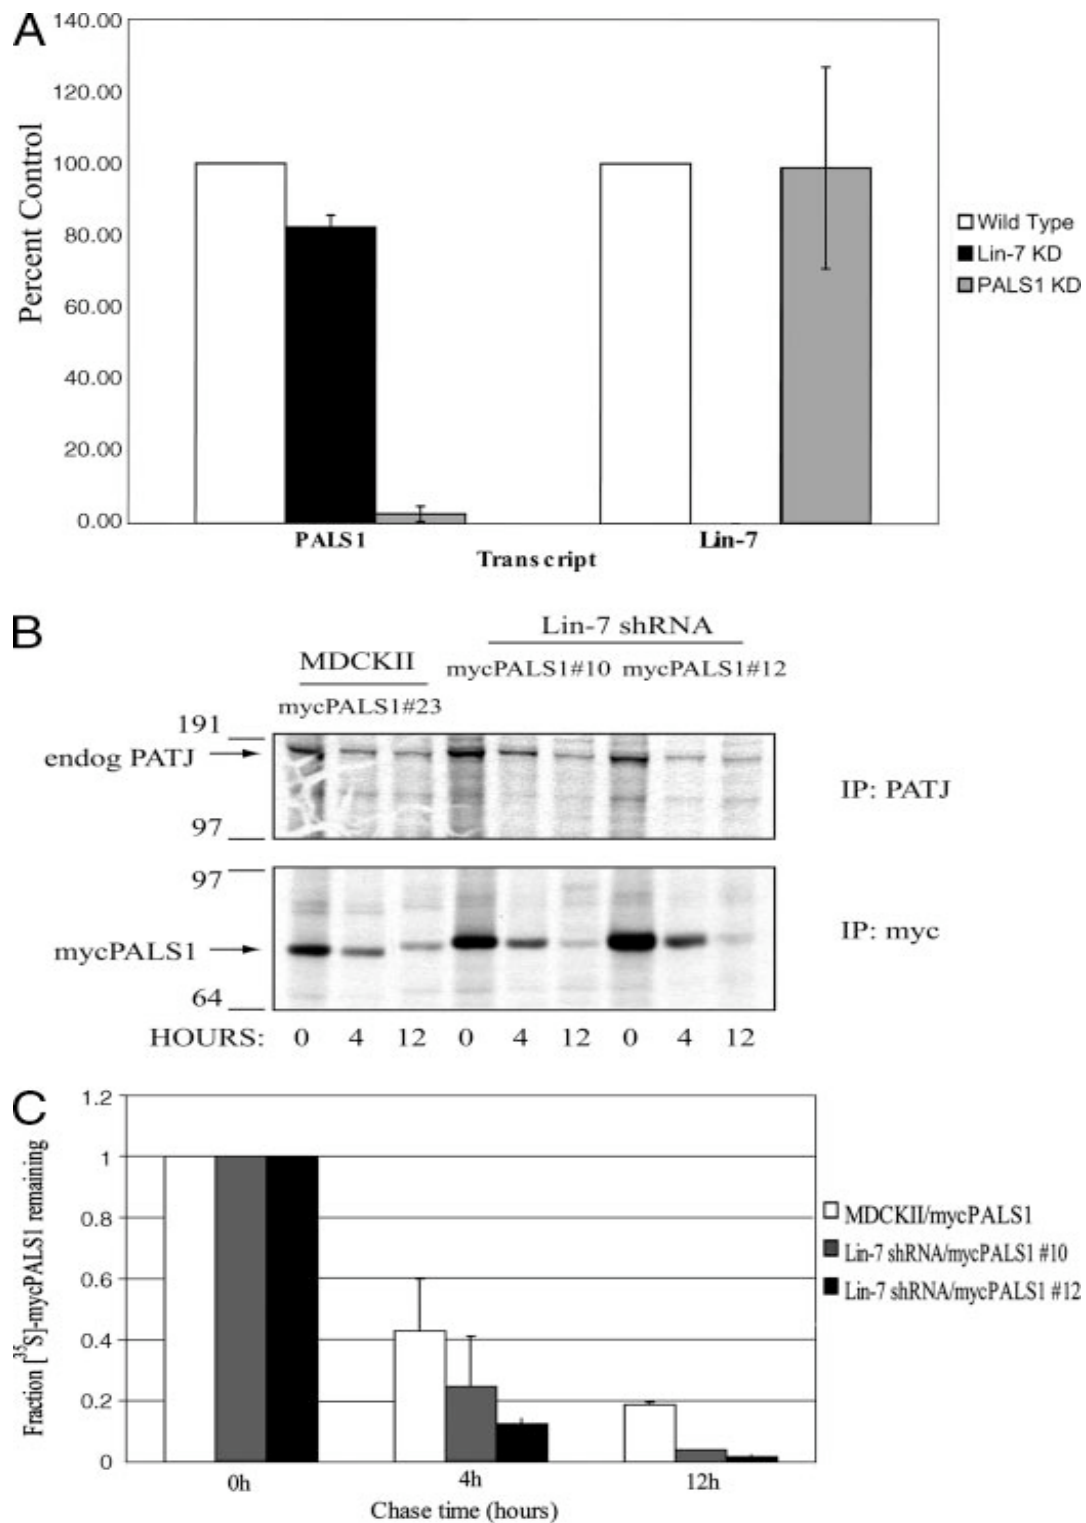 A
140.00
120.00
100.00
80.00
60.00
40.00
20.00
0.00
Percent Control
PALS1
Lin-7
Transcript
Wild Type
Lin-7 KD
PALS1 KD
B
Lin-7 shRNA
MDCKII
mycPALS1#10 mycPALS1#12
mycPALS1#23
191
endog PATJ
IP: PATJ
97
97
mycPALS1
IP: myc
64
HOURS: 0 4 12 0 4 12 0 4 12
C
1.2
1
0.8
0.6
0.4
0.2
0
Fraction [35S]-mycPALS1 remaining
0h
4h
12h
Chase time (hours)
MDCKII/mycPALS1
Lin-7 shRNA/mycPALS1 #10
Lin-7 shRNA/mycPALS1 #12